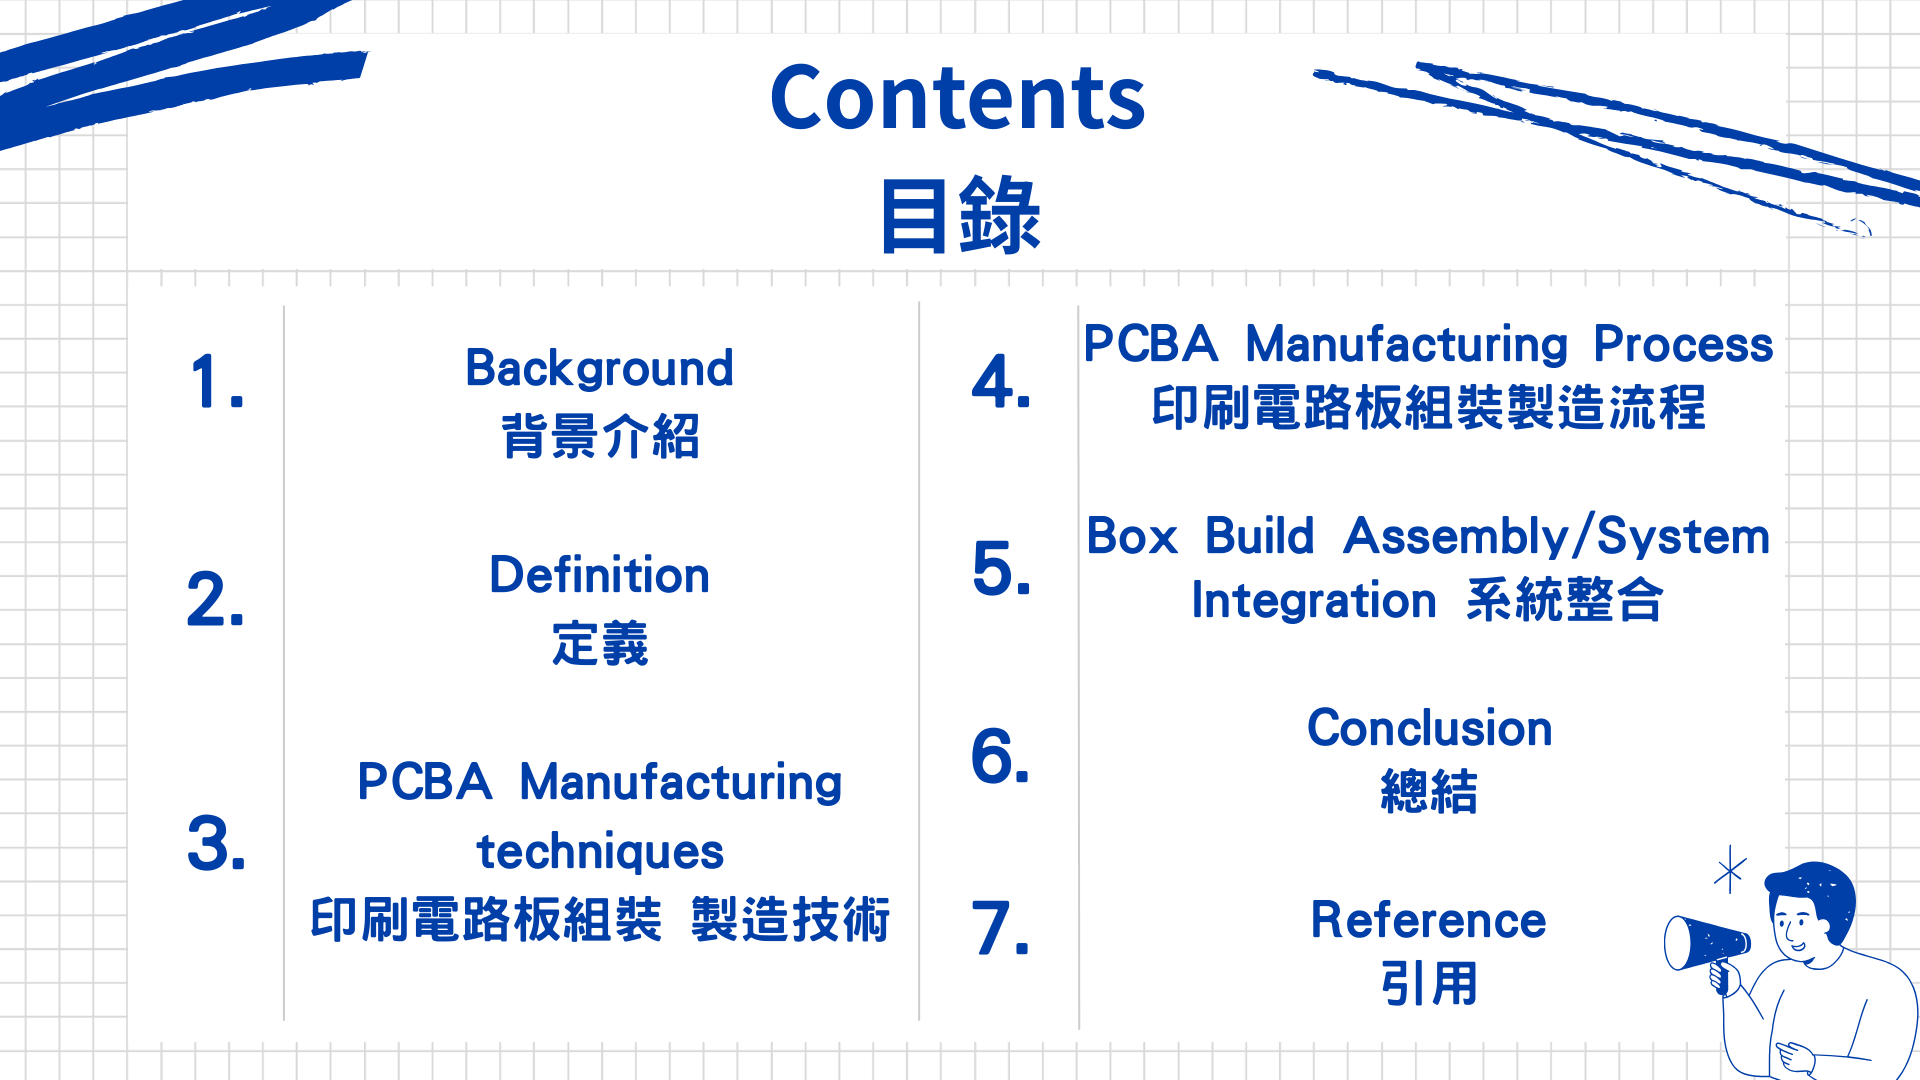 Contents
目錄
1.
Background
背景介紹
2.
Definition
定義
3.
PCBA Manufacturing
techniques
印刷電路板組裝 製造技術
4.
PCBA Manufacturing Process
印刷電路板組裝製造流程
5.
Box Build Assembly/System
Integration 系統整合
6.
Conclusion
總結
7.
Reference
引用